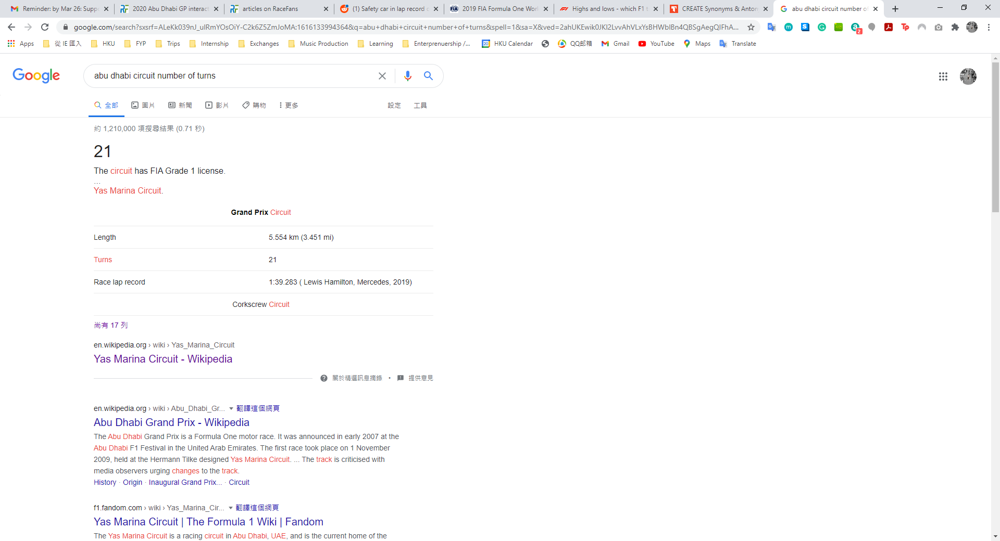 Reminder: by Mar 26: Suppo
2020 Abu Dhabi GP interact
articles on RaceFans
(1) Safety car in lap record c
2019 FIA Formula One Worl
Highs and lows - which F1 t
CREATE Synonyms & Anton
abu dhabi circuit number of
google.com/search?sxsrf=ALeKk039nJ_uIRmYOsOiY-C2k6Z5ZmJoMA:1616133994364&q=abu+dhabi+circuit+number+of+turns&spell=1&sa=X&ved=2ahUKEwik0JKI2LvvAhVLxYsBHWbIBn4QBSgAegQIFhA...
Apps
從 IE 匯入
HKU
FYP
Trips
Internship
Exchanges
Music Production
Learning
Enterprenuership /...
HKU Calendar
QQ邮箱
Gmail
YouTube
Maps
Translate
Google
abu dhabi circuit number of turns
全部
圖片
新聞
影片
購物
更多
設定
工具
約 1,210,000 項搜尋結果 (0.71 秒)
21
The circuit has FIA Grade 1 license.
...
Yas Marina Circuit.
Grand Prix Circuit
Length 5.554 km (3.451 mi)
Turns 21
Race lap record 1:39.283 ( Lewis Hamilton, Mercedes, 2019)
Corkscrew Circuit
尚有 17 列
en.wikipedia.org › wiki › Yas_Marina_Circuit
Yas Marina Circuit - Wikipedia
關於精選訊息摘錄 • 提供意見
en.wikipedia.org › wiki › Abu_Dhabi_Gr... 翻譯這個網頁
Abu Dhabi Grand Prix - Wikipedia
The Abu Dhabi Grand Prix is a Formula One motor race. It was announced in early 2007 at the
Abu Dhabi F1 Festival in the United Arab Emirates. The first race took place on 1 November
2009, held at the Hermann Tilke designed Yas Marina Circuit. ... The track is criticised with
media observers urging changes to the track.
History · Origin · Inaugural Grand Prix... · Circuit
f1.fandom.com › wiki › Yas_Marina_Cir... 翻譯這個網頁
Yas Marina Circuit | The Formula 1 Wiki | Fandom
The Yas Marina Circuit is a racing circuit in Abu Dhabi, UAE, and is the current home of the